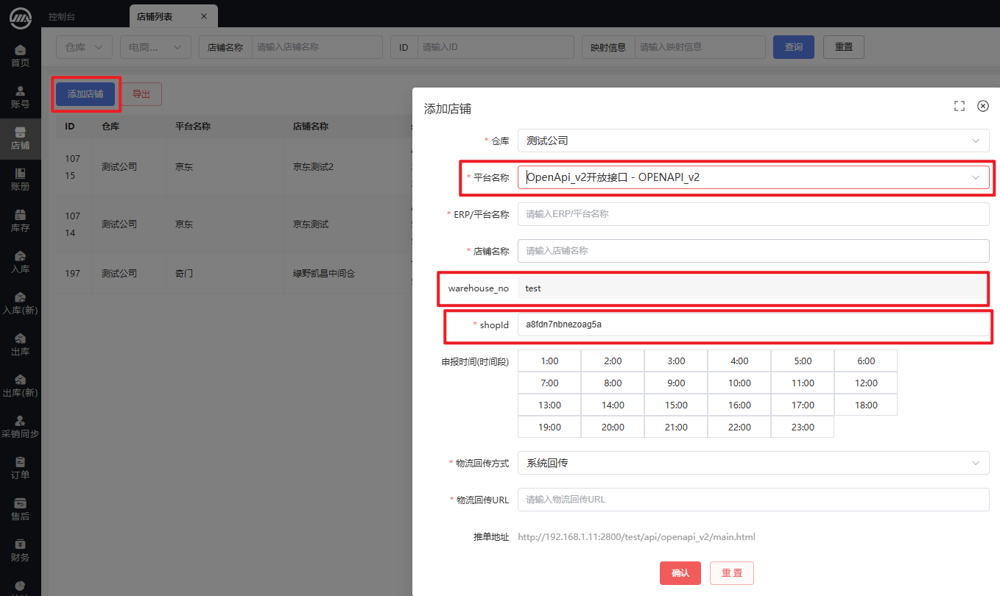 控制台
店铺列表
首页
账号
店铺
账册
库存
入库
入库(新)
出库
出库(新)
采销同步
订单
售后
财务
仓库
电商...
店铺名称 请输入店铺名称
ID 请输入ID
映射信息 请输入映射信息
查询
重置
添加店铺
导出
ID 仓库 平台名称 店铺名称
107
15 测试公司 京东 京东测试2
107
14 测试公司 京东 京东测试
197 测试公司 奇门 绿野凯昌中间仓
添加店铺
* 仓库 测试公司
* 平台名称 OpenApi_v2开放接口 - OPENAPI_v2
* ERP/平台名称 请输入ERP/平台名称
* 店铺名称 请输入店铺名称
warehouse_no test
* shopId a8fdn7nbnezoag5a
申报时间(时间段) 1:00 2:00 3:00 4:00 5:00 6:00
7:00 8:00 9:00 10:00 11:00 12:00
13:00 14:00 15:00 16:00 17:00 18:00
19:00 20:00 21:00 22:00 23:00
* 物流回传方式 系统回传
* 物流回传URL 请输入物流回传URL
推单地址 http://192.168.1.11:2800/test/api/openapi_v2/main.html
确认
重 置